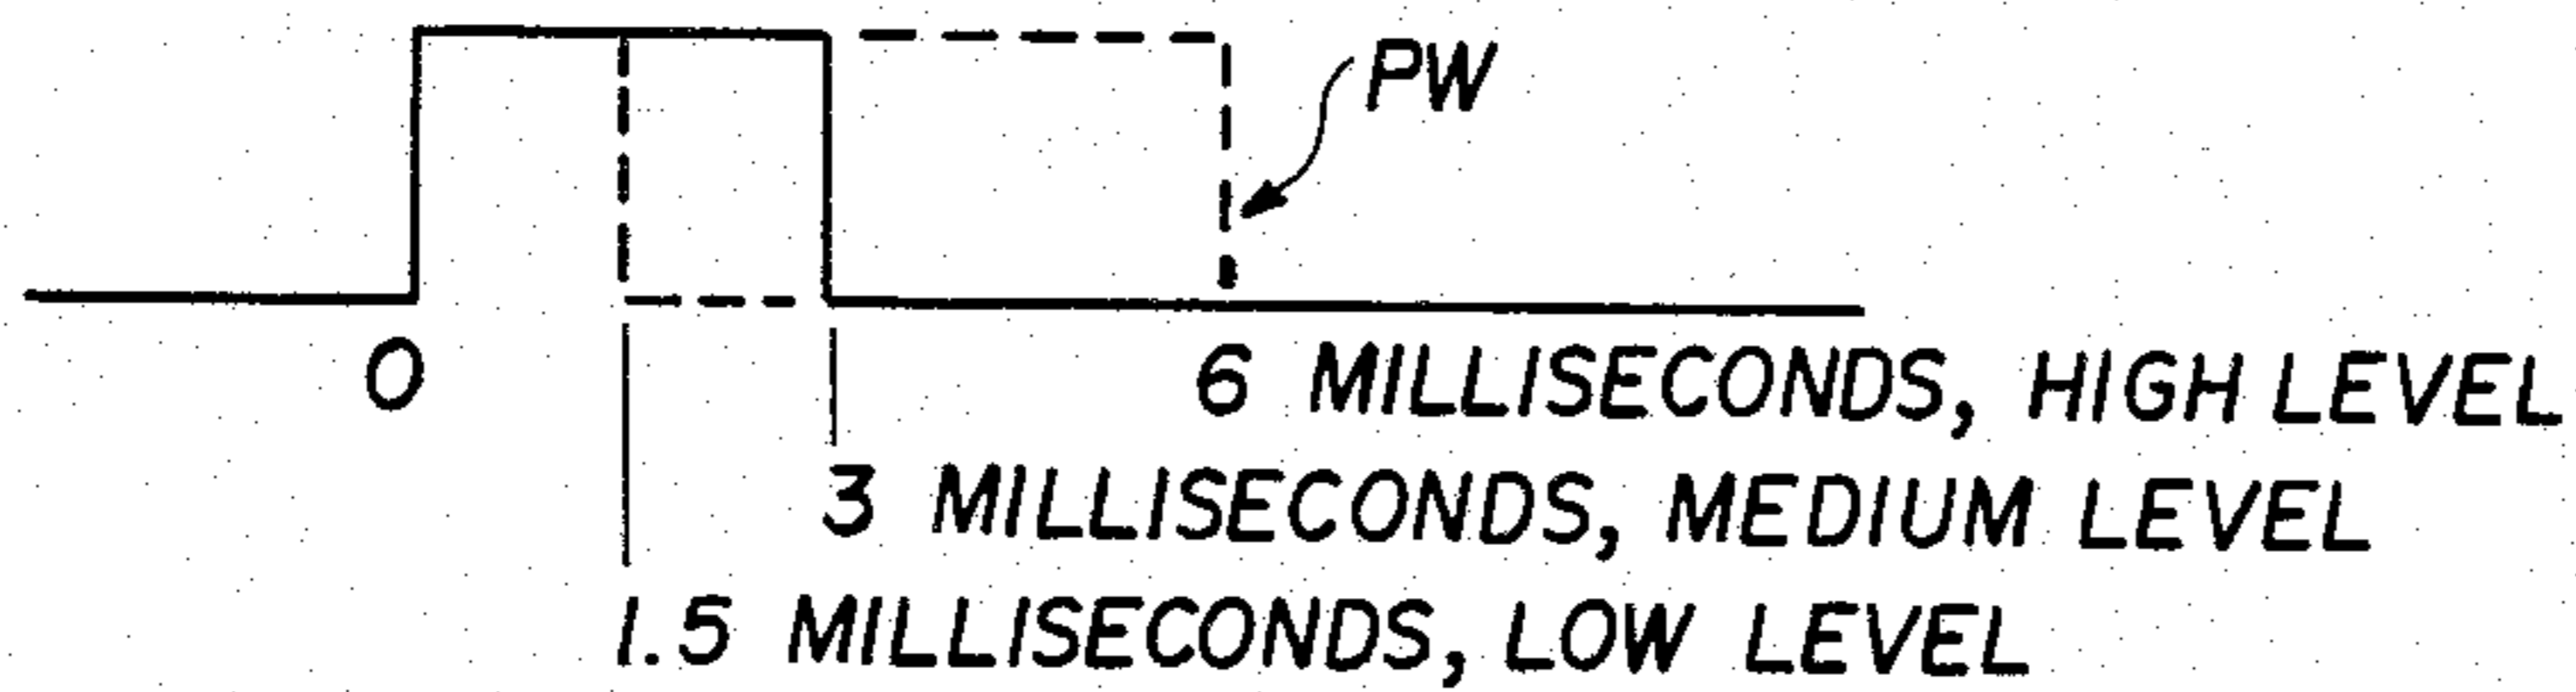 PW
0
6 MILLISECONDS, HIGH LEVEL
3 MILLISECONDS, MEDIUM LEVEL
1.5 MILLISECONDS, LOW LEVEL